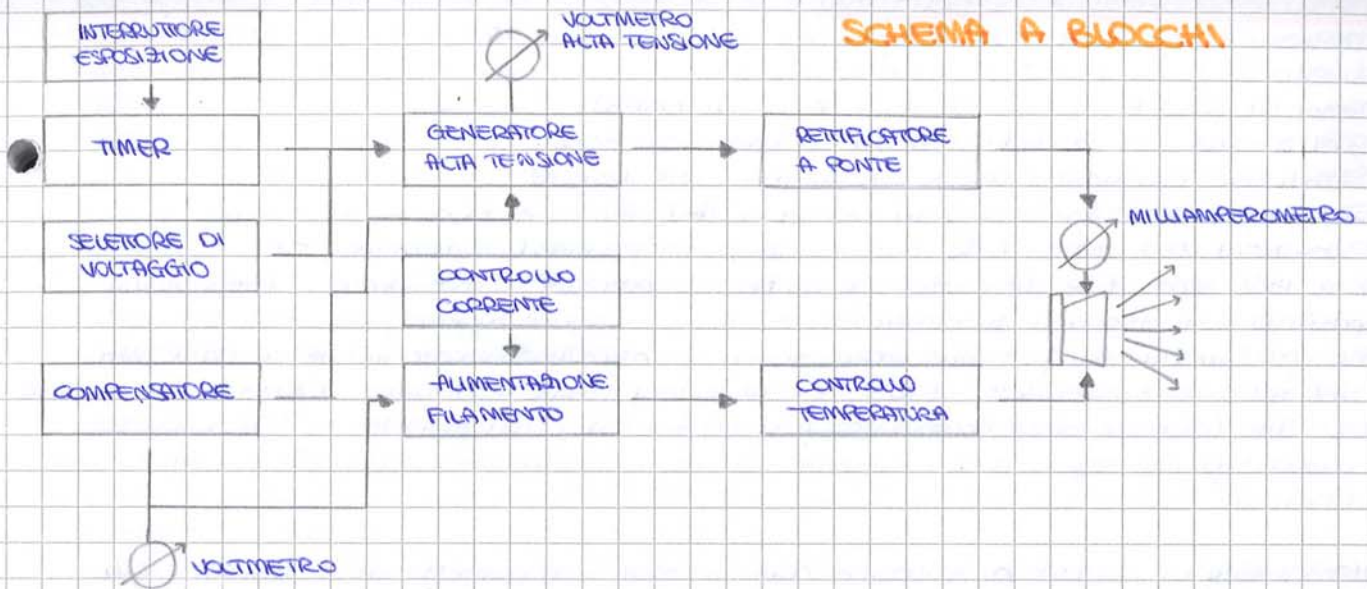 SCHEMA A BLOCCHI
INTERRUTTORE
ESPOSIZIONE
VOLTMETRO
ALTA TENSIONE
TIMER
GENERATORE
ALTA TENSIONE
RETTIFICATORE
A PONTE
MILLIAMPEROMETRO
SELETTORE DI
VOLTAGGIO
CONTROLLO
CORRENTE
COMPENSATORE
ALIMENTAZIONE
FILAMENTO
CONTROLLO
TEMPERATURA
VOLTMETRO